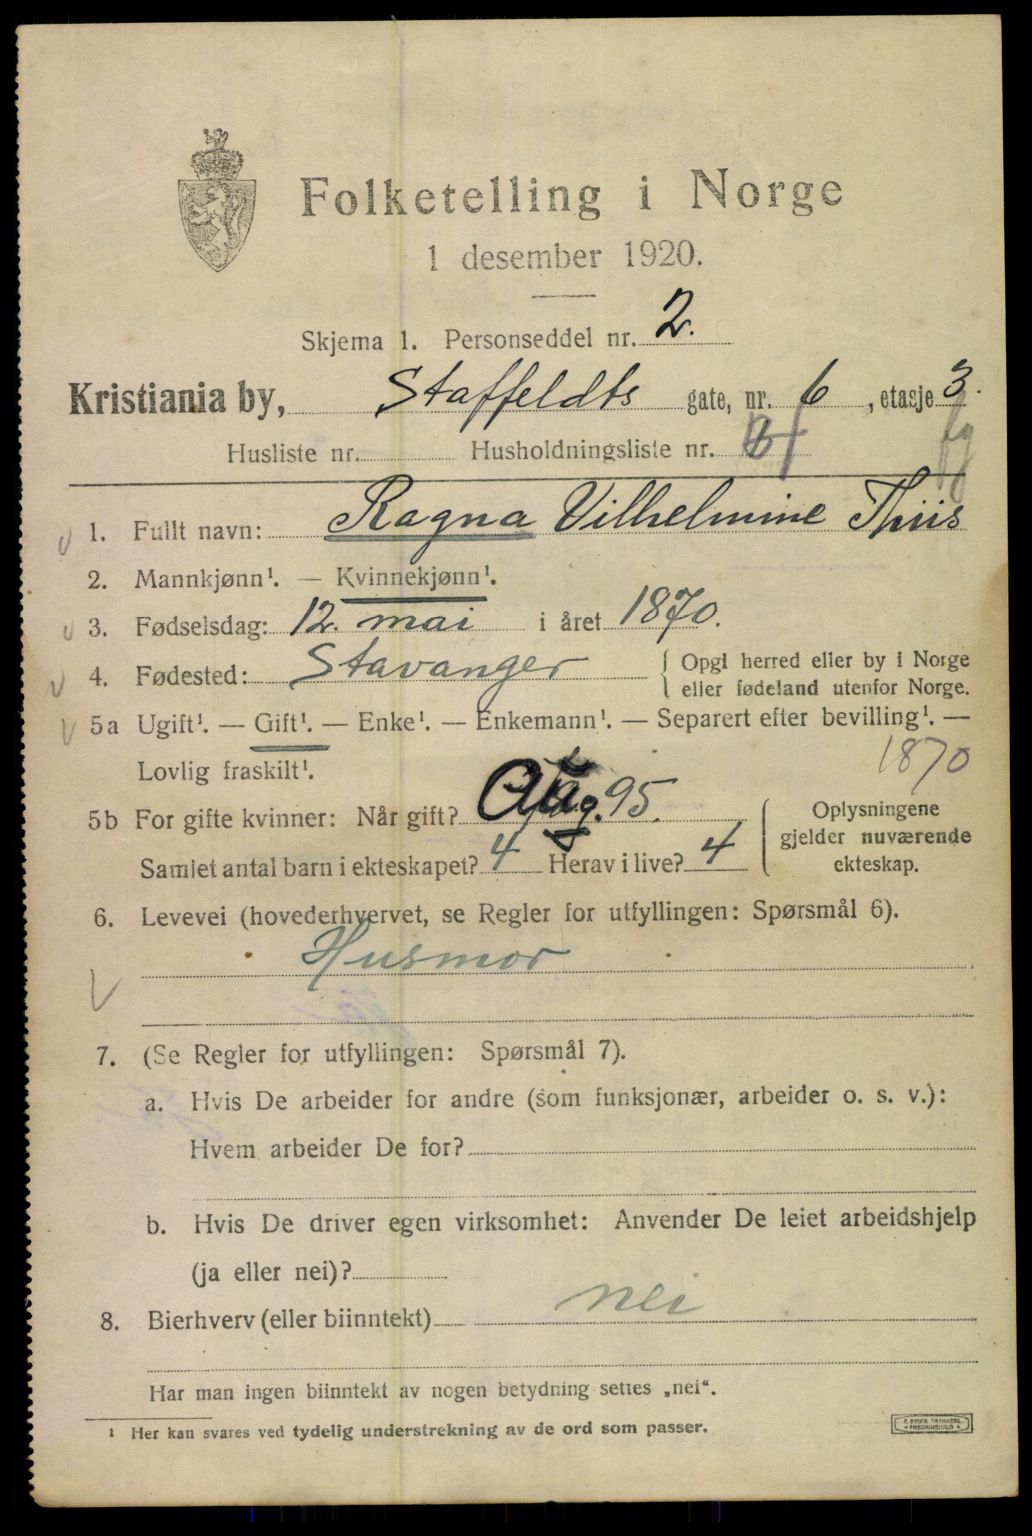 Folketelling i Norge
1 desember 1920.
Skjema 1. Personseddel nr. 2.
Kristiania by, Staffeldts gate, nr. 6, etasje 3.
Husliste nr. Husholdningsliste nr.
1. Fullt navn: Ragna Vilhelmine Thiis
2. Mannkjønn¹. — Kvinnekjønn¹.
3. Fødselsdag: 12. mai i året 1870.
4. Fødested: Stavanger { Opgi herred eller by i Norge
eller fødeland utenfor Norge.
5a Ugift¹. — Gift¹. — Enke¹. — Enkemann¹. — Separert efter bevilling¹. —
Lovlig fraskilt¹. 1870
5b For gifte kvinner: Når gift? Aug. 95. { Oplysningene
gjelder nuværende
Samlet antal barn i ekteskapet? 4 Herav i live? 4 ekteskap.
6. Levevei (hovederhvervet, se Regler for utfyllingen: Spørsmål 6).
Husmor
7. (Se Regler for utfyllingen: Spørsmål 7).
a. Hvis De arbeider for andre (som funksjonær, arbeider o. s. v.):
Hvem arbeider De for?
b. Hvis De driver egen virksomhet: Anvender De leiet arbeidshjelp
(ja eller nei)?
8. Bierhverv (eller biinntekt) nei
Har man ingen biinntekt av nogen betydning settes „nei“.
¹ Her kan svares ved tydelig understrekning av de ord som passer.